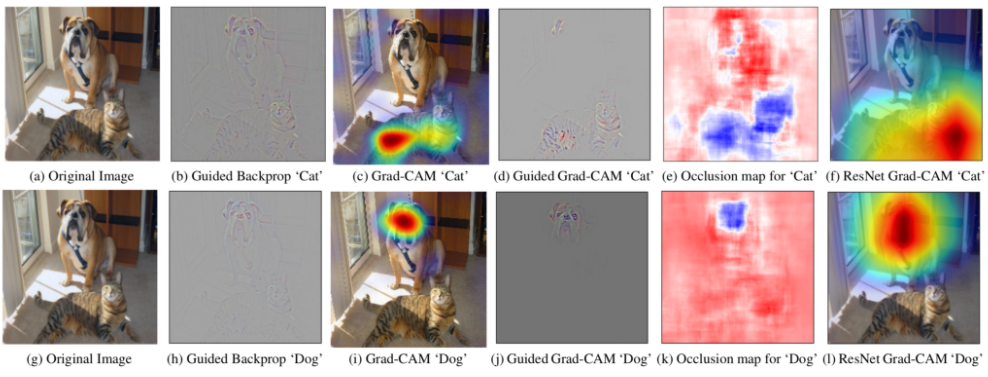 (a) Original Image
(b) Guided Backprop ‘Cat’
(c) Grad-CAM ‘Cat’
(d) Guided Grad-CAM ‘Cat’
(e) Occlusion map for ‘Cat’
(f) ResNet Grad-CAM ‘Cat’
(g) Original Image
(h) Guided Backprop ‘Dog’
(i) Grad-CAM ‘Dog’
(j) Guided Grad-CAM ‘Dog’
(k) Occlusion map for ‘Dog’
(l) ResNet Grad-CAM ‘Dog’